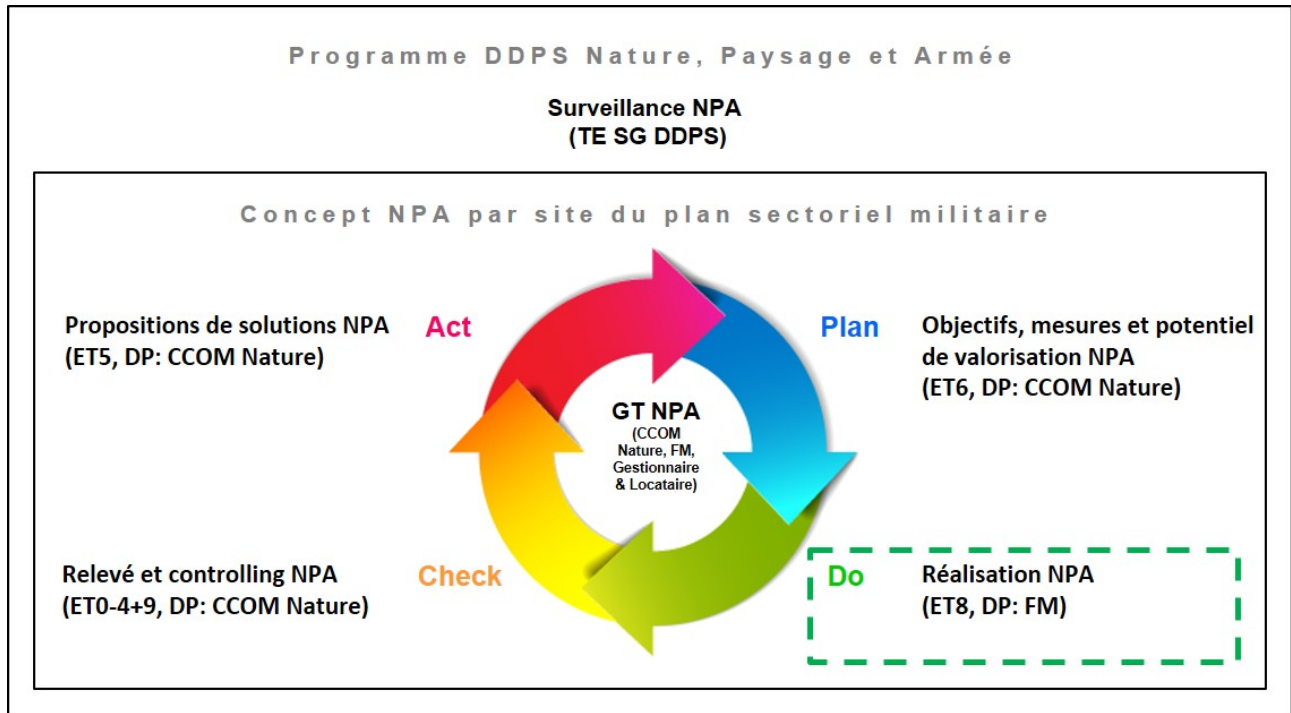 Programme DDPS Nature, Paysage et Armée
Surveillance NPA
(TE SG DDPS)
Concept NPA par site du plan sectoriel militaire
Propositions de solutions NPA
(ET5, DP: CCOM Nature)
Act
Plan
Objectifs, mesures et potentiel
de valorisation NPA
(ET6, DP: CCOM Nature)
GT NPA
(CCOM
Nature, FM,
Gestionnaire
& Locataire)
Relevé et controlling NPA
(ET0-4+9, DP: CCOM Nature)
Check
Do
Réalisation NPA
(ET8, DP: FM)